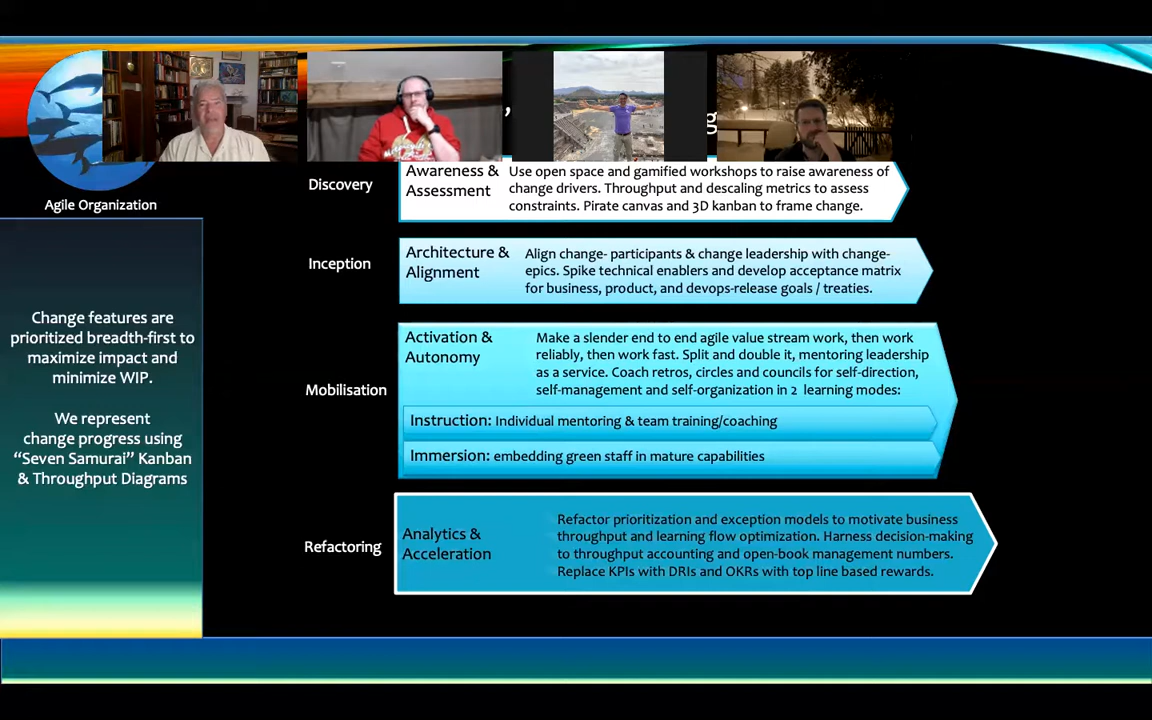 Agile Organization
Change features are
prioritized breadth-first to
maximize impact and
minimize WIP.
We represent
change progress using
“Seven Samurai” Kanban
& Throughput Diagrams
Discovery
Awareness &
Assessment
Use open space and gamified workshops to raise awareness of
change drivers. Throughput and descaling metrics to assess
constraints. Pirate canvas and 3D kanban to frame change.
Inception
Architecture &
Alignment
Align change- participants & change leadership with change-
epics. Spike technical enablers and develop acceptance matrix
for business, product, and devops-release goals / treaties.
Mobilisation
Activation &
Autonomy
Make a slender end to end agile value stream work, then work
reliably, then work fast. Split and double it, mentoring leadership
as a service. Coach retros, circles and councils for self-direction,
self-management and self-organization in 2 learning modes:
Instruction: Individual mentoring & team training/coaching
Immersion: embedding green staff in mature capabilities
Refactoring
Analytics &
Acceleration
Refactor prioritization and exception models to motivate business
throughput and learning flow optimization. Harness decision-making
to throughput accounting and open-book management numbers.
Replace KPIs with DRIs and OKRs with top line based rewards.